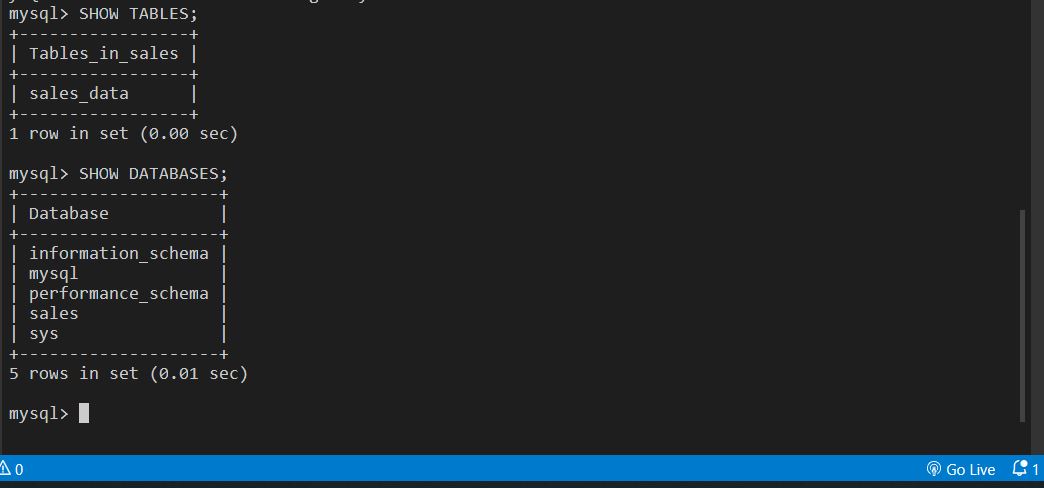 mysql> SHOW TABLES;
+-----------------+
| Tables_in_sales |
+-----------------+
| sales_data      |
+-----------------+
1 row in set (0.00 sec)
mysql> SHOW DATABASES;
+--------------------+
| Database           |
+--------------------+
| information_schema |
| mysql              |
| performance_schema |
| sales              |
| sys                |
+--------------------+
5 rows in set (0.01 sec)
mysql>
0 Go Live 1